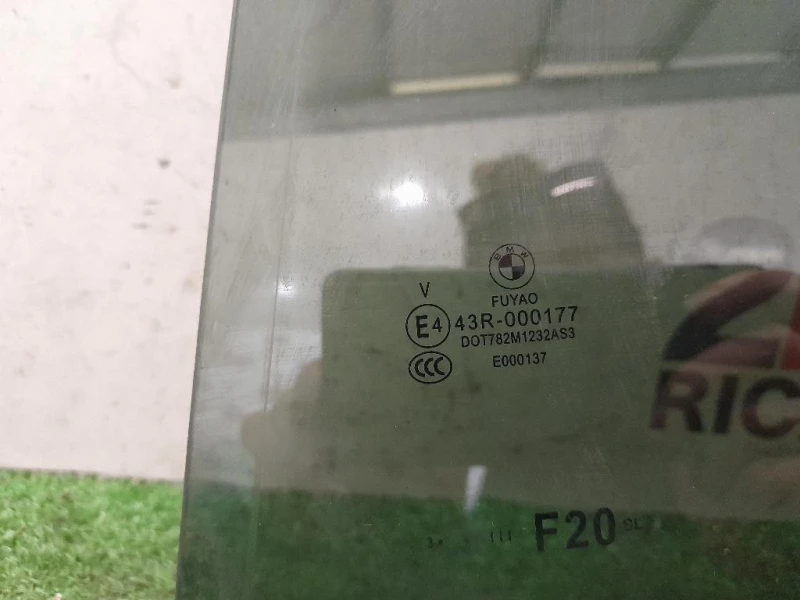 BMW
V
FUYAO
E4 43R-000177
DOT782M1232AS3
CCC E000137
RIC
F20